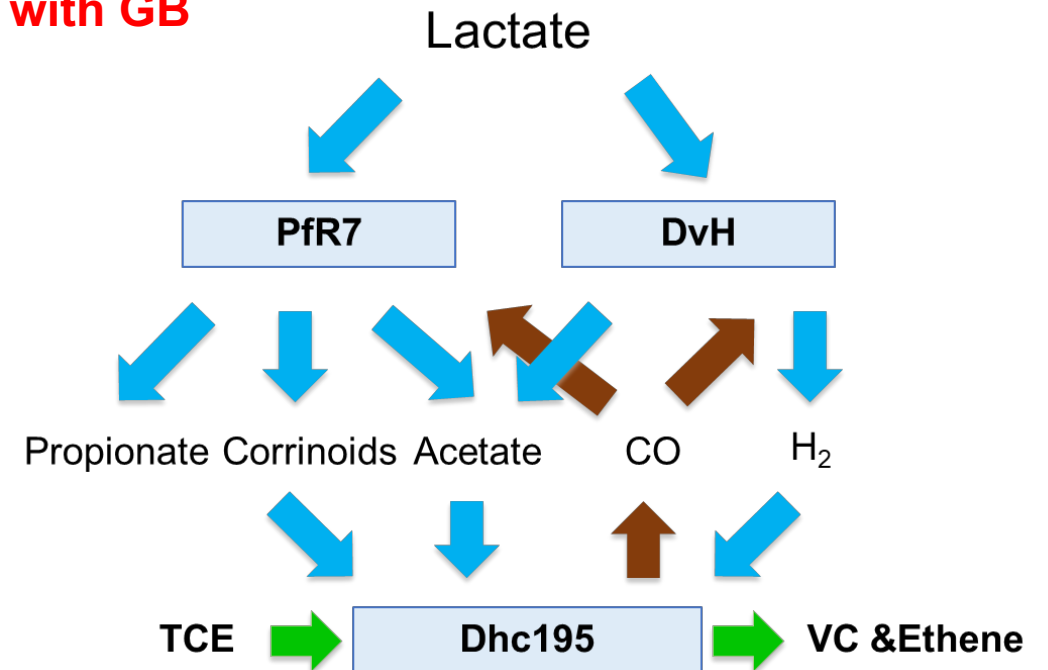 with GB
Lactate
PfR7 DvH
Propionate Corrinoids Acetate CO H₂
TCE Dhc195 VC &Ethene